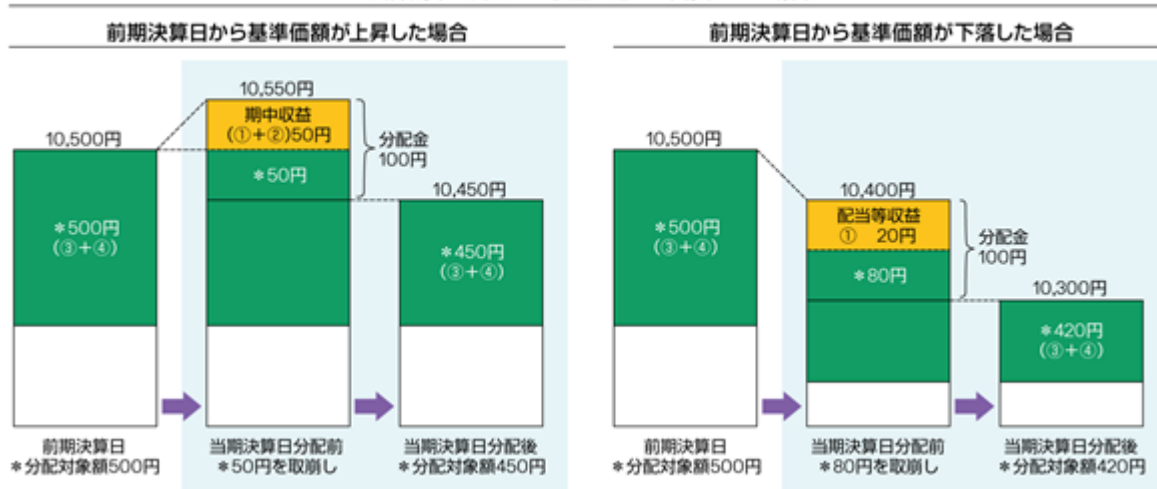 前期決算日から基準価額が上昇した場合
10,550円
期中収益
(①+②)50円
10,500円
分配金
100円
*50円
10,450円
*500円
(③+④)
*450円
(③+④)
前期決算日
*分配対象額500円
当期決算日分配前
*50円を取崩し
当期決算日分配後
*分配対象額450円
前期決算日から基準価額が下落した場合
10,500円
10,400円
配当等収益
① 20円
分配金
100円
*500円
(③+④)
*80円
10,300円
*420円
(③+④)
前期決算日
*分配対象額500円
当期決算日分配前
*80円を取崩し
当期決算日分配後
*分配対象額420円